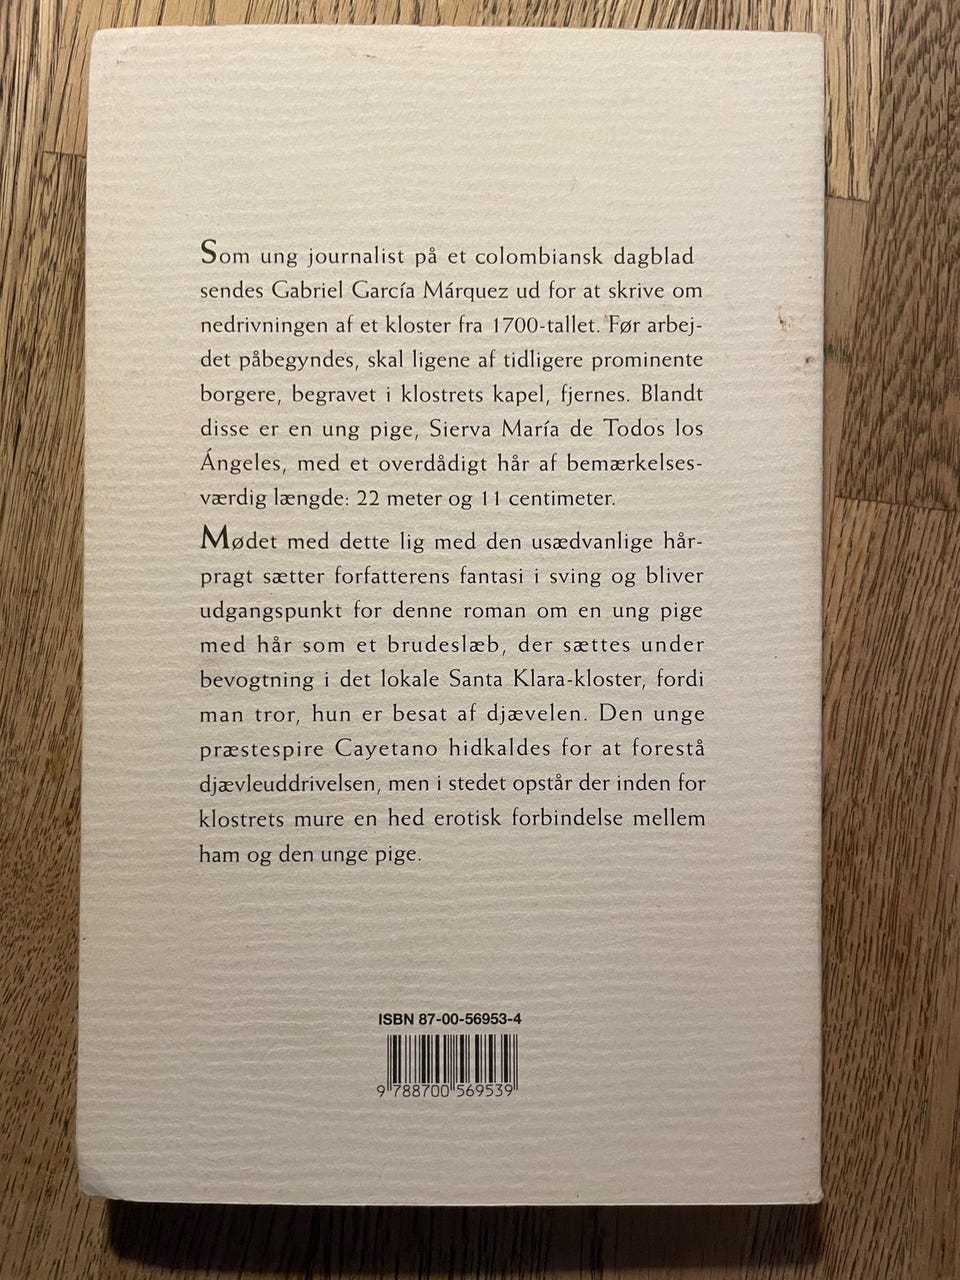 Som ung journalist på et colombiansk dagblad
sendes Gabriel García Márquez ud for at skrive om
nedrivningen af et kloster fra 1700-tallet. Før arbej-
det påbegyndes, skal ligene af tidligere prominente
borgere, begravet i klostrets kapel, fjernes. Blandt
disse er en ung pige, Sierva María de Todos los
Ángeles, med et overdådigt hår af bemærkelses-
værdig længde: 22 meter og 11 centimeter.
Mødet med dette lig med den usædvanlige hår-
pragt sætter forfatterens fantasi i sving og bliver
udgangspunkt for denne roman om en ung pige
med hår som et brudeslæb, der sættes under
bevogtning i det lokale Santa Klara-kloster, fordi
man tror, hun er besat af djævelen. Den unge
præstespire Cayetano hidkaldes for at forestå
djævleuddrivelsen, men i stedet opstår der inden for
klostrets mure en hed erotisk forbindelse mellem
ham og den unge pige.
ISBN 87-00-56953-4
9 788700 569539